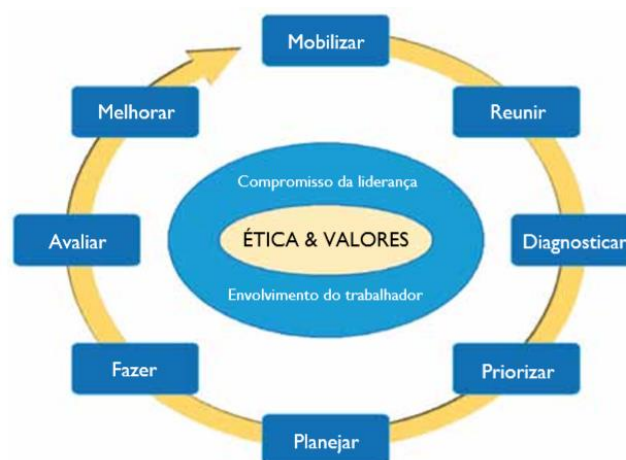 Mobilizar
Reunir
Diagnosticar
Priorizar
Planejar
Fazer
Avaliar
Melhorar
Compromisso da liderança
ÉTICA & VALORES
Envolvimento do trabalhador